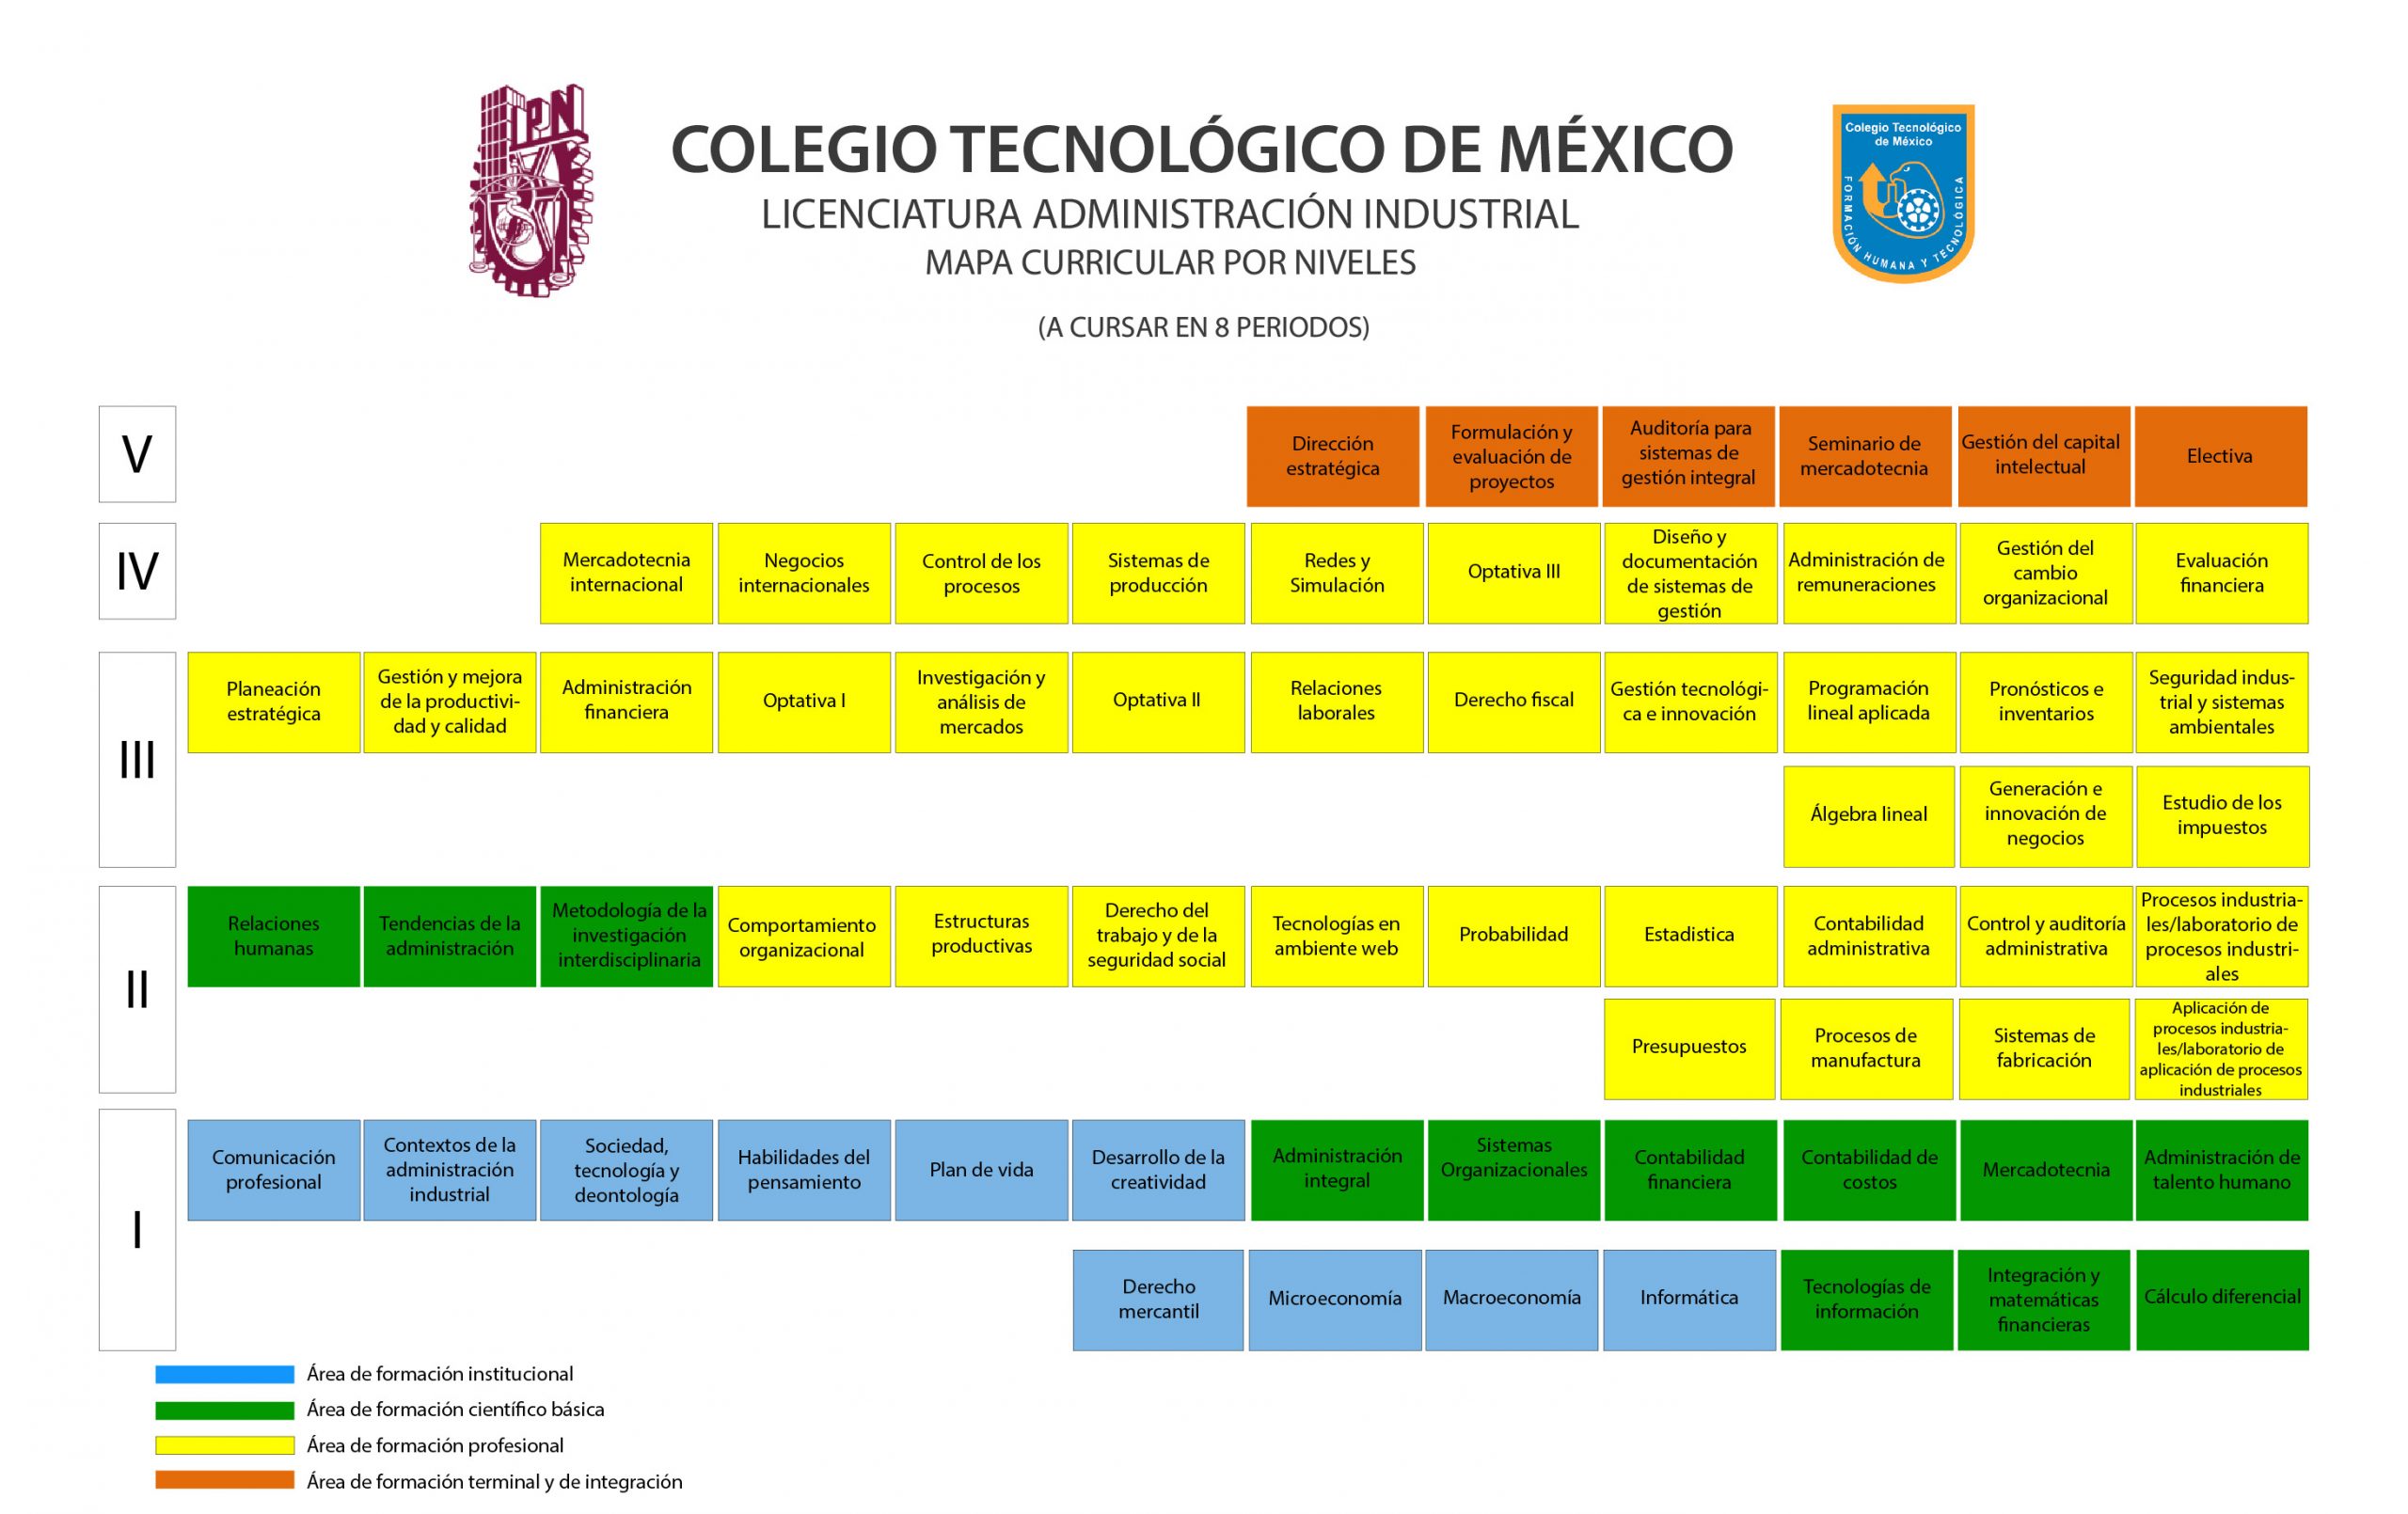 IPN
COLEGIO TECNOLÓGICO DE MÉXICO
LICENCIATURA ADMINISTRACIÓN INDUSTRIAL
MAPA CURRICULAR POR NIVELES
(A CURSAR EN 8 PERIODOS)
Colegio Tecnológico
de México
FORMACIÓN HUMANA Y TECNOLÓGICA
V
Dirección
estratégica
Formulación y
evaluación de
proyectos
Auditoría para
sistemas de
gestión integral
Seminario de
mercadotecnia
Gestión del capital
intelectual
Electiva
IV
Mercadotecnia
internacional
Negocios
internacionales
Control de los
procesos
Sistemas de
producción
Redes y
Simulación
Optativa III
Diseño y
documentación
de sistemas de
gestión
Administración de
remuneraciones
Gestión del
cambio
organizacional
Evaluación
financiera
III
Planeación
estratégica
Gestión y mejora
de la productivi-
dad y calidad
Administración
financiera
Optativa I
Investigación y
análisis de
mercados
Optativa II
Relaciones
laborales
Derecho fiscal
Gestión tecnológi-
ca e innovación
Programación
lineal aplicada
Pronósticos e
inventarios
Seguridad indus-
trial y sistemas
ambientales
Álgebra lineal
Generación e
innovación de
negocios
Estudio de los
impuestos
II
Relaciones
humanas
Tendencias de la
administración
Metodología de la
investigación
interdisciplinaria
Comportamiento
organizacional
Estructuras
productivas
Derecho del
trabajo y de la
seguridad social
Tecnologías en
ambiente web
Probabilidad
Estadistica
Contabilidad
administrativa
Control y auditoría
administrativa
Procesos industria-
les/laboratorio de
procesos industri-
ales
Presupuestos
Procesos de
manufactura
Sistemas de
fabricación
Aplicación de
procesos industria-
les/laboratorio de
aplicación de procesos
industriales
I
Comunicación
profesional
Contextos de la
administración
industrial
Sociedad,
tecnología y
deontología
Habilidades del
pensamiento
Plan de vida
Desarrollo de la
creatividad
Administración
integral
Sistemas
Organizacionales
Contabilidad
financiera
Contabilidad de
costos
Mercadotecnia
Administración de
talento humano
Derecho
mercantil
Microeconomía
Macroeconomía
Informática
Tecnologías de
información
Integración y
matemáticas
financieras
Cálculo diferencial
Área de formación institucional
Área de formación científico básica
Área de formación profesional
Área de formación terminal y de integración